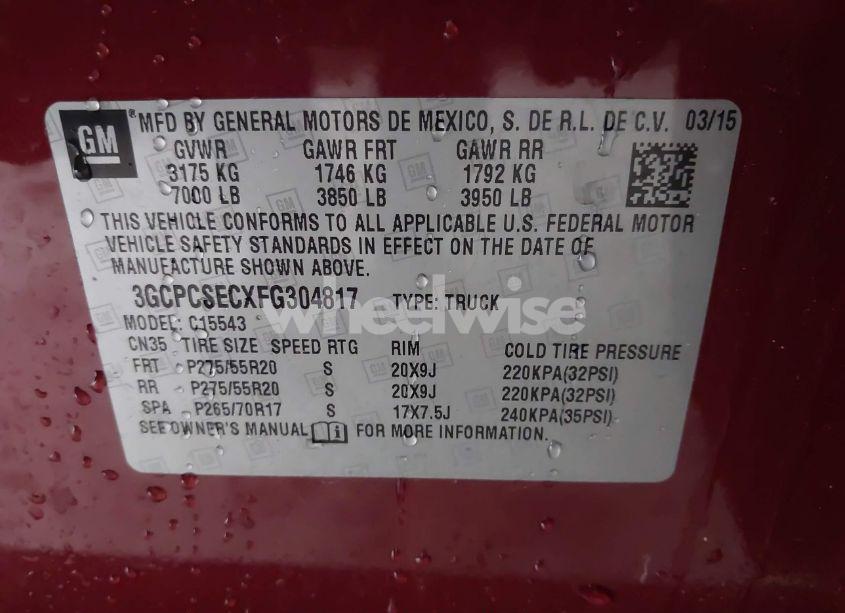 GM ® MFD BY GENERAL MOTORS DE MEXICO, S. DE R.L. DE C.V. 03/15
GVWR GAWR FRT GAWR RR
3175 KG 1746 KG 1792 KG
7000 LB 3850 LB 3950 LB
THIS VEHICLE CONFORMS TO ALL APPLICABLE U.S. FEDERAL MOTOR
VEHICLE SAFETY STANDARDS IN EFFECT ON THE DATE OF
MANUFACTURE SHOWN ABOVE.
3GCPCSECXFG304817 TYPE: TRUCK
wheelwise
MODEL: C15543
CN35 TIRE SIZE SPEED RTG RIM COLD TIRE PRESSURE
FRT P275/55R20 S 20X9J 220KPA(32PSI)
RR P275/55R20 S 20X9J 220KPA(32PSI)
SPA P265/70R17 S 17X7.5J 240KPA(35PSI)
SEE OWNER'S MANUAL FOR MORE INFORMATION.